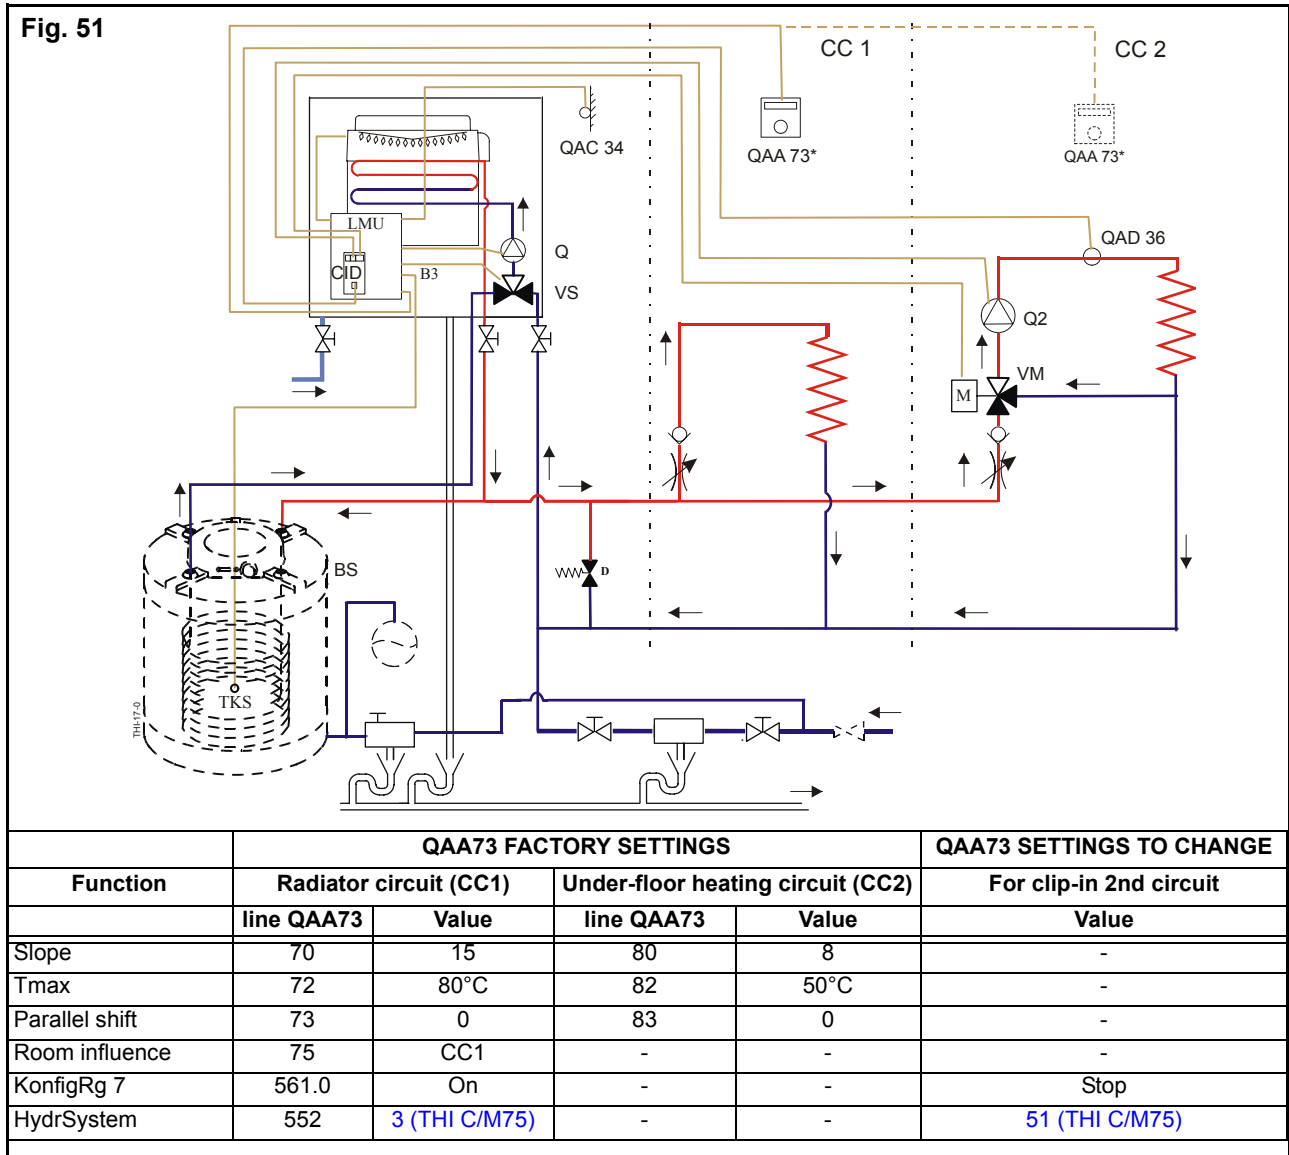 Fig. 51
CC 1
CC 2
QAC 34
QAA 73*
QAA 73*
LMU
CID
B3
Q
VS
QAD 36
Q2
VM
M
BS
D
TKS
THI-17-0
QAA73 FACTORY SETTINGS QAA73 SETTINGS TO CHANGE
Function Radiator circuit (CC1) Under-floor heating circuit (CC2) For clip-in 2nd circuit
line QAA73 Value line QAA73 Value Value
Slope 70 15 80 8 -
Tmax 72 80°C 82 50°C -
Parallel shift 73 0 83 0 -
Room influence 75 CC1 - - -
KonfigRg 7 561.0 On - - Stop
HydrSystem 552 3 (THI C/M75) - - 51 (THI C/M75)